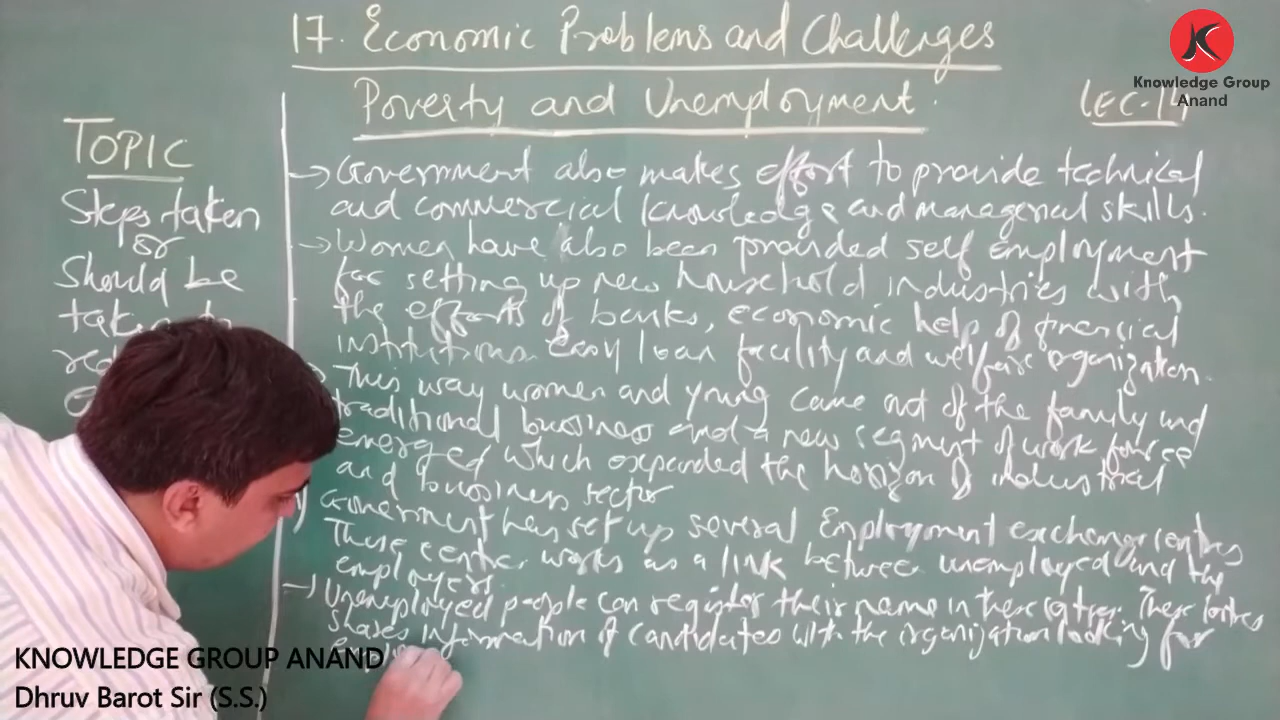 17. Economic Problems and Challenges
Poverty and Unemployment.
LEC-14
Knowledge Group
Anand
TOPIC
Steps taken
or
Should be
taken to
→ Government also makes effort to provide technical
and commercial knowledge and managerial skills.
→ Women have also been provided self employment
for setting up new household industries with
the efforts of banks, economic help of financial
institutions easy loan facility and welfare organization.
This way women and young came out of the family and
traditional bussiness and a new segment of work forcee
emerged which expanded the horizon of industrial
and bussiness sector
Government has set up several Employment exchange centres
These centre works as a link between unemployed and the
employers
→ Unemployed people can register their name in these centres. These centres
shares information of candidates with the organization looking for
KNOWLEDGE GROUP ANAND
Dhruv Barot Sir (S.S.)